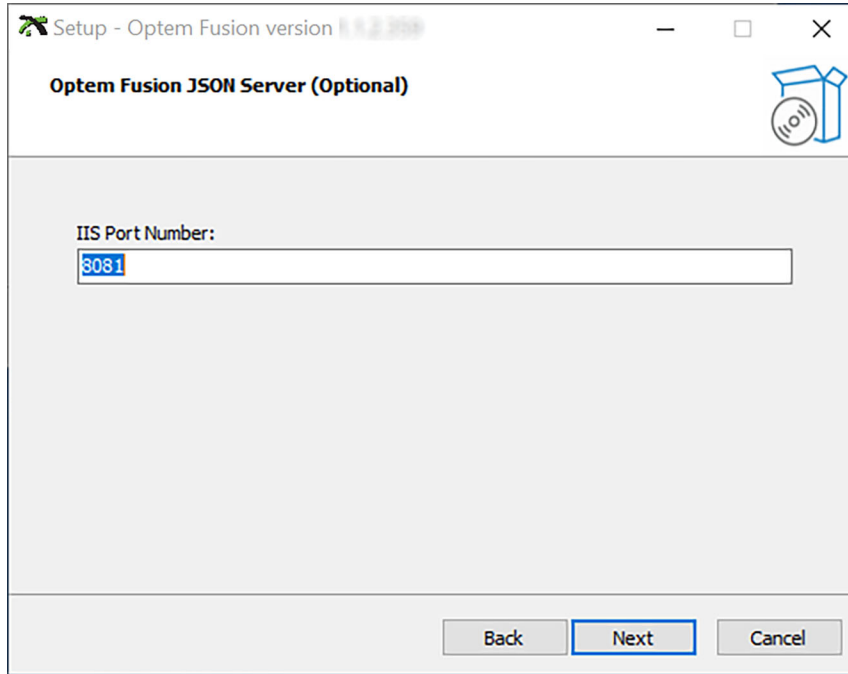 Setup - Optem Fusion version
Optem Fusion JSON Server (Optional)
IIS Port Number:
8081
Back
Next
Cancel